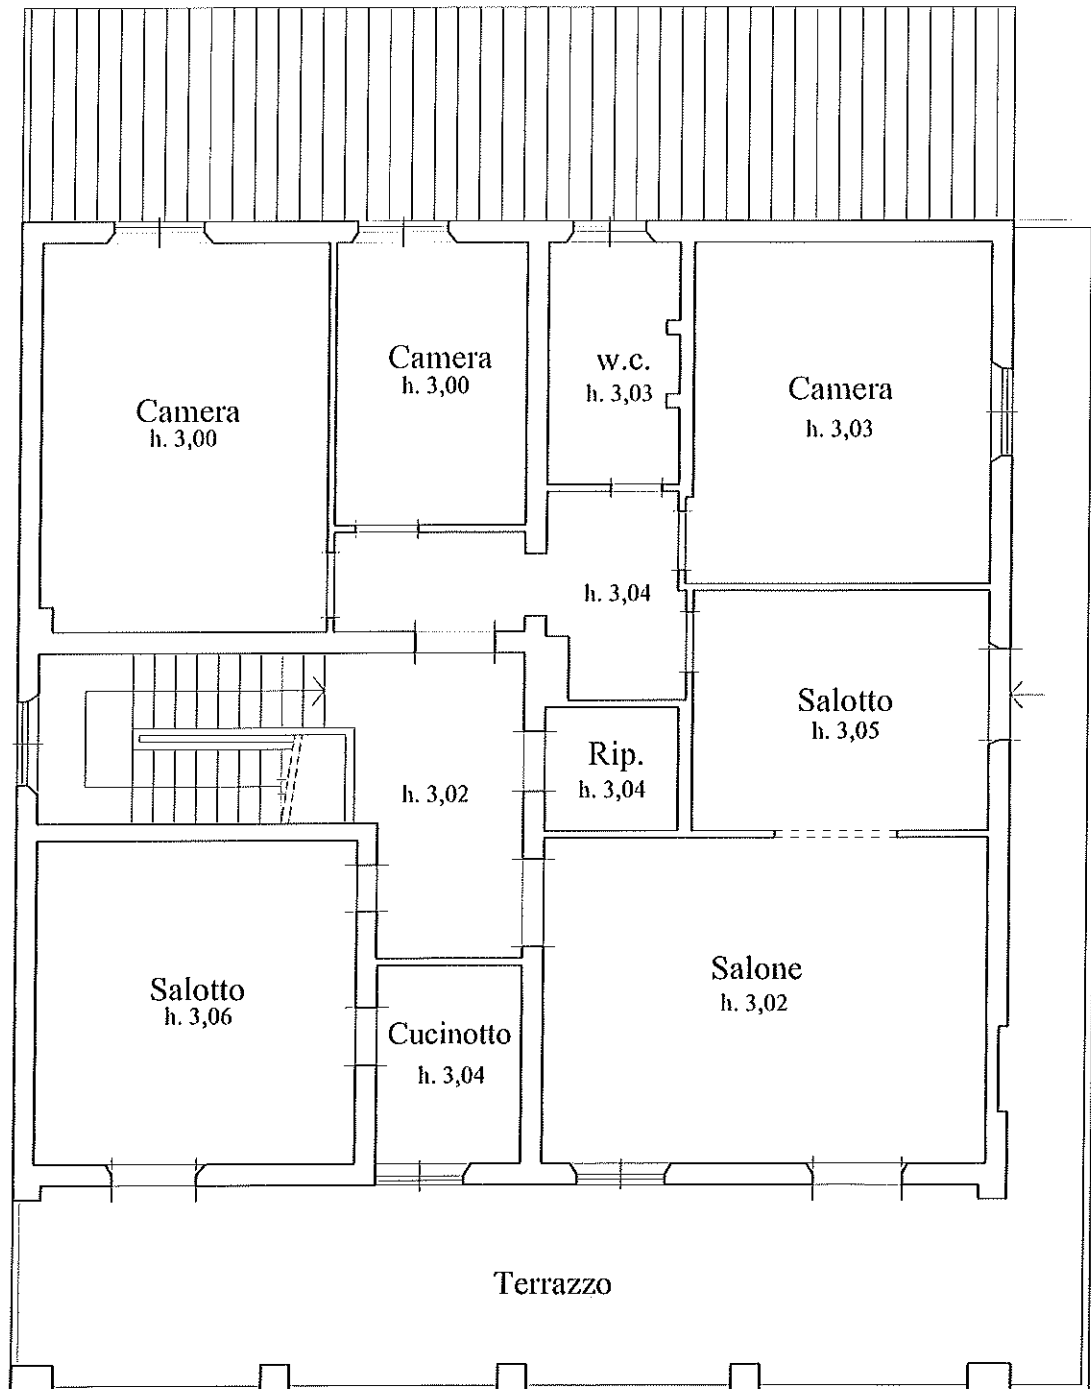 Camera
h. 3,00
Camera
h. 3,00
w.c.
h. 3,03
Camera
h. 3,03
h. 3,04
Salotto
h. 3,05
Rip.
h. 3,04
h. 3,02
Salotto
h. 3,06
Cucinotto
h. 3,04
Salone
h. 3,02
Terrazzo